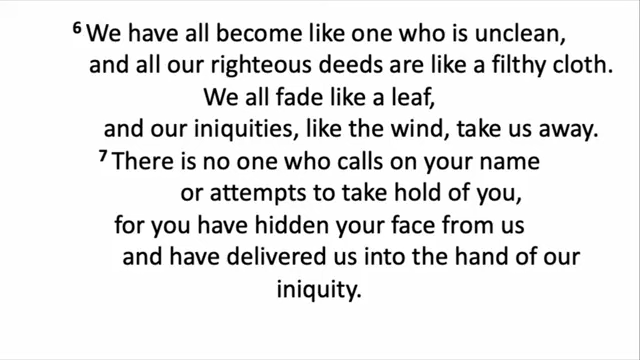 6 We have all become like one who is unclean,
and all our righteous deeds are like a filthy cloth.
We all fade like a leaf,
and our iniquities, like the wind, take us away.
7 There is no one who calls on your name
or attempts to take hold of you,
for you have hidden your face from us
and have delivered us into the hand of our
iniquity.